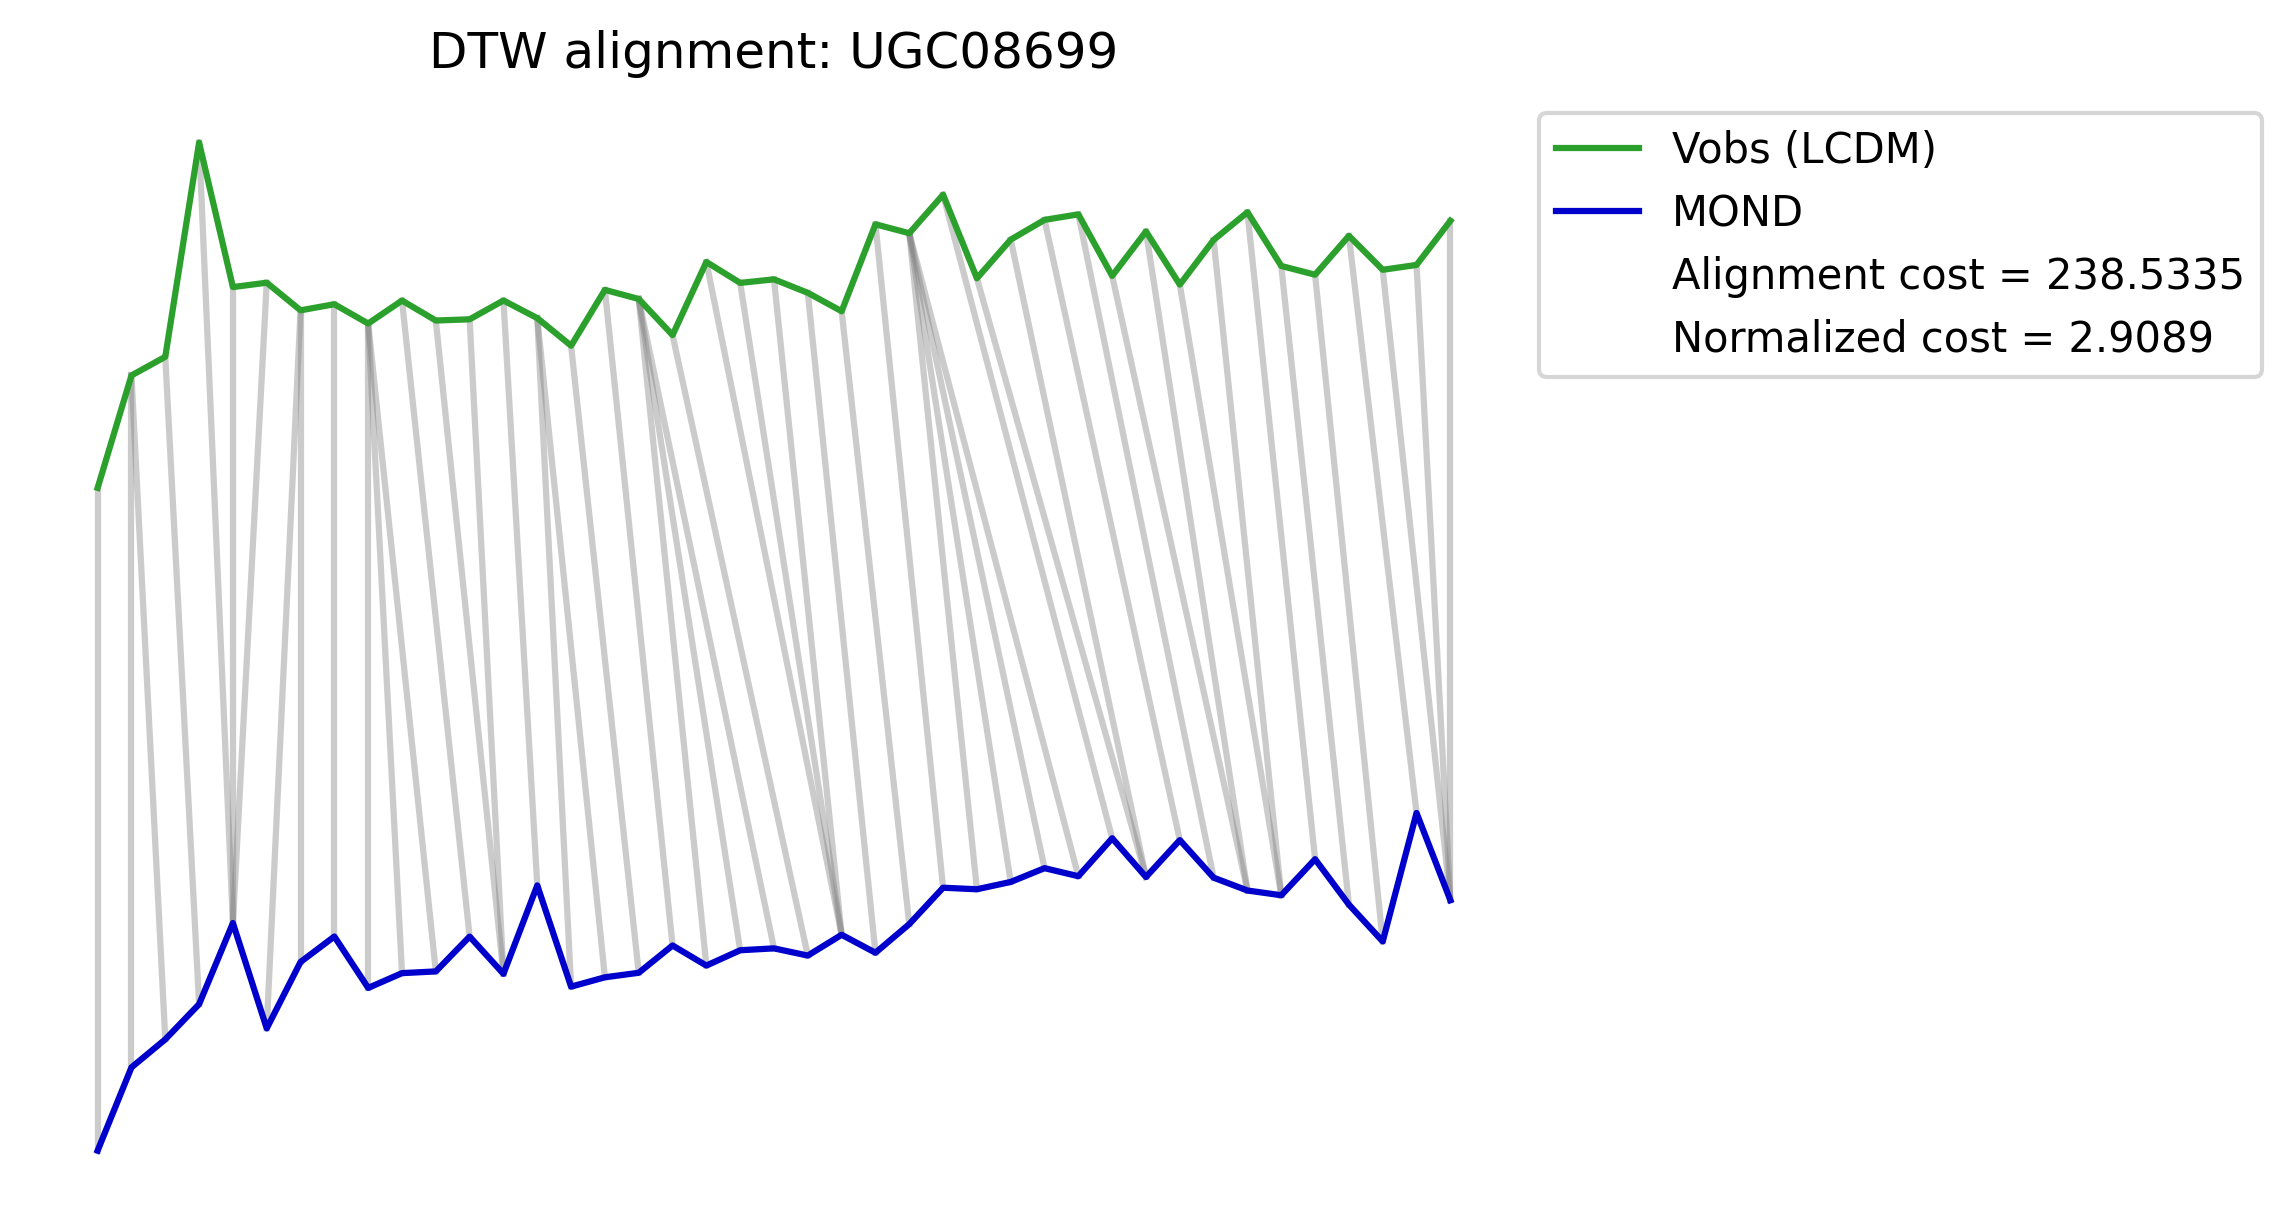 DTW alignment: UGC08699
Vobs (LCDM)
MOND
Alignment cost = 238.5335
Normalized cost = 2.9089